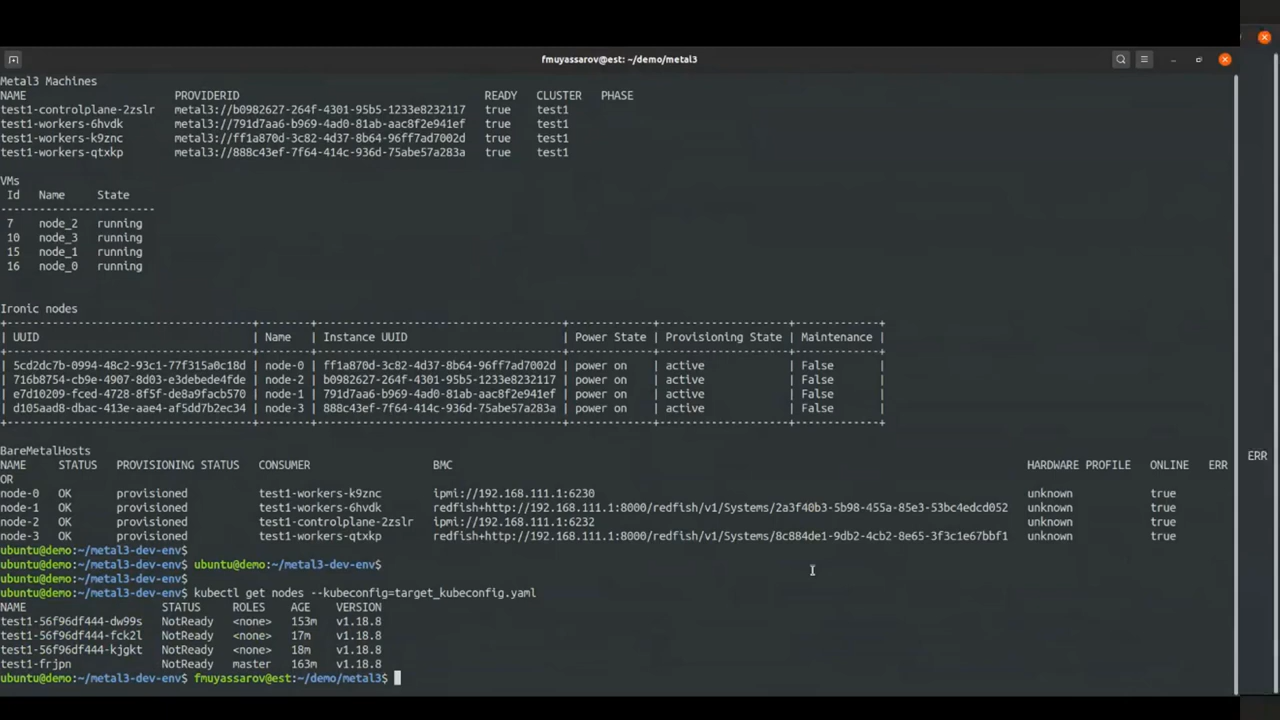 fmuyassarov@est: ~/demo/metal3
Metal3 Machines
NAME PROVIDERID READY CLUSTER PHASE
test1-controlplane-2zslr metal3://b0982627-264f-4301-95b5-1233e8232117 true test1
test1-workers-6hvdk metal3://791d7aa6-b969-4ad0-81ab-aac8f2e941ef true test1
test1-workers-k9znc metal3://ff1a870d-3c82-4d37-8b64-96ff7ad7002d true test1
test1-workers-qtxkp metal3://888c43ef-7f64-414c-936d-75abe57a283a true test1
VMs
Id Name State
----------------------
7 node_2 running
10 node_3 running
15 node_1 running
16 node_0 running
Ironic nodes
| UUID | Name | Instance UUID | Power State | Provisioning State | Maintenance |
| 5cd2dc7b-0994-48c2-93c1-77f315a0c18d | node-0 | ff1a870d-3c82-4d37-8b64-96ff7ad7002d | power on | active | False |
| 716b8754-cb9e-4907-8d03-e3debede4fde | node-2 | b0982627-264f-4301-95b5-1233e8232117 | power on | active | False |
| e7d10209-fced-4728-8f5f-de8a9facb570 | node-1 | 791d7aa6-b969-4ad0-81ab-aac8f2e941ef | power on | active | False |
| d105aad8-dbac-413e-aae4-af5dd7b2ec34 | node-3 | 888c43ef-7f64-414c-936d-75abe57a283a | power on | active | False |
BareMetalHosts
NAME STATUS PROVISIONING STATUS CONSUMER BMC HARDWARE PROFILE ONLINE ERR
OR
node-0 OK provisioned test1-workers-k9znc ipmi://192.168.111.1:6230 unknown true
node-1 OK provisioned test1-workers-6hvdk redfish+http://192.168.111.1:8000/redfish/v1/Systems/2a3f40b3-5b98-455a-85e3-53bc4edcd052 unknown true
node-2 OK provisioned test1-controlplane-2zslr ipmi://192.168.111.1:6232 unknown true
node-3 OK provisioned test1-workers-qtxkp redfish+http://192.168.111.1:8000/redfish/v1/Systems/8c884de1-9db2-4cb2-8e65-3f3c1e67bbf1 unknown true
ubuntu@demo:~/metal3-dev-env$
ubuntu@demo:~/metal3-dev-env$ ubuntu@demo:~/metal3-dev-env$
ubuntu@demo:~/metal3-dev-env$
ubuntu@demo:~/metal3-dev-env$ kubectl get nodes --kubeconfig=target_kubeconfig.yaml
NAME STATUS ROLES AGE VERSION
test1-56f96df444-dw99s NotReady <none> 153m v1.18.8
test1-56f96df444-fck2l NotReady <none> 17m v1.18.8
test1-56f96df444-kjgkt NotReady <none> 18m v1.18.8
test1-frjpn NotReady master 163m v1.18.8
ubuntu@demo:~/metal3-dev-env$ fmuyassarov@est:~/demo/metal3$
ERR